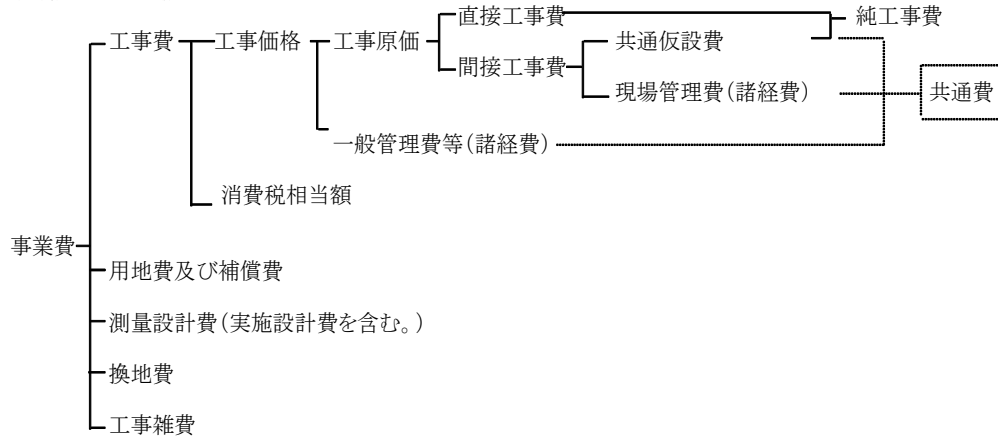 直接工事費
純工事費
工事費
工事価格
工事原価
共通仮設費
間接工事費
現場管理費(諸経費)
共通費
一般管理費等(諸経費)
消費税相当額
事業費
用地費及び補償費
測量設計費(実施設計費を含む。)
換地費
工事雑費